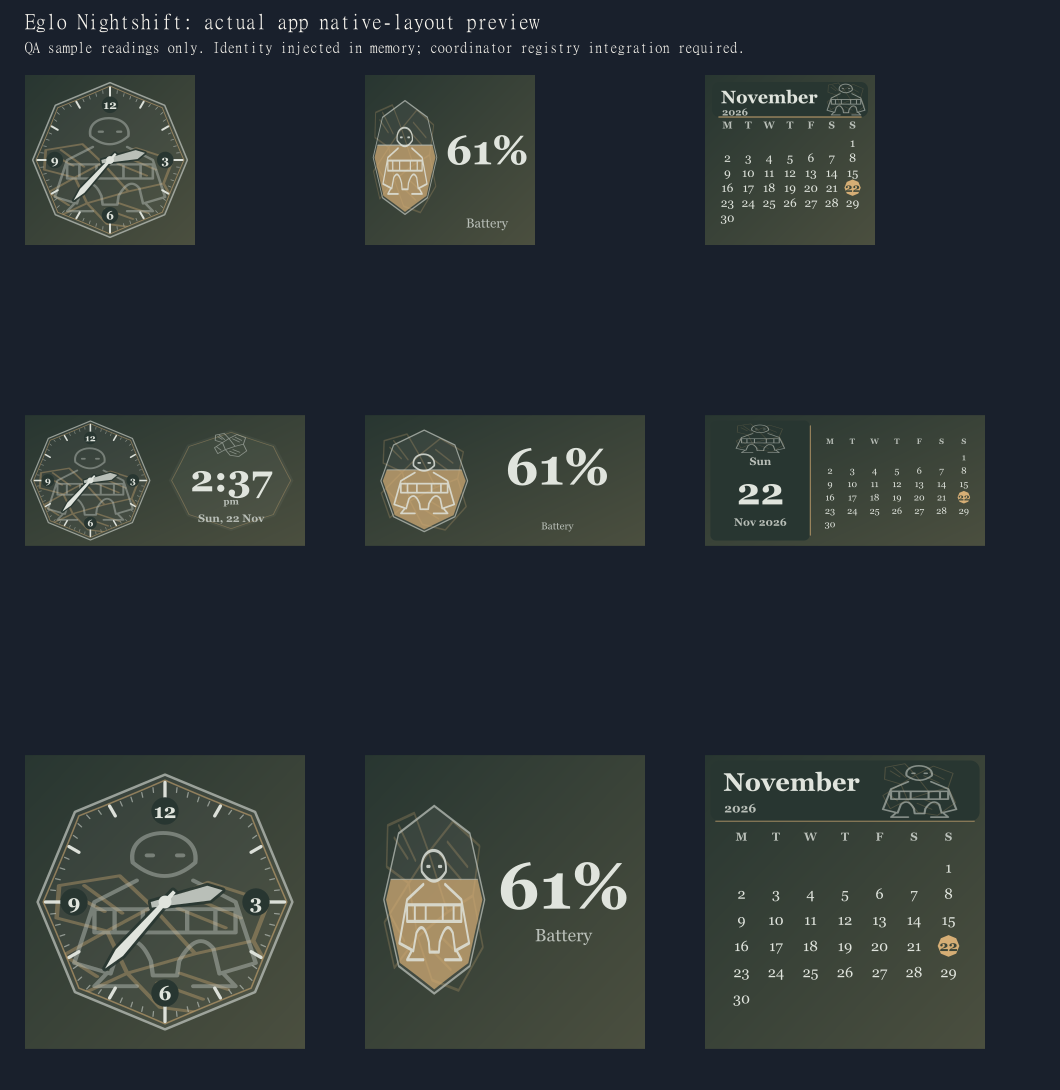 Eglo Nightshift: actual app native-layout preview
QA sample readings only. Identity injected in memory; coordinator registry integration required.
12
9 3
6
61%
Battery
November
2026
M T W T F S S
1
2 3 4 5 6 7 8
9 10 11 12 13 14 15
16 17 18 19 20 21 22
23 24 25 26 27 28 29
30
12
9 3
6
2:37
pm
Sun, 22 Nov
61%
Battery
Sun
22
Nov 2026
M T W T F S S
1
2 3 4 5 6 7 8
9 10 11 12 13 14 15
16 17 18 19 20 21 22
23 24 25 26 27 28 29
30
12
9 3
6
61%
Battery
November
2026
M T W T F S S
1
2 3 4 5 6 7 8
9 10 11 12 13 14 15
16 17 18 19 20 21 22
23 24 25 26 27 28 29
30